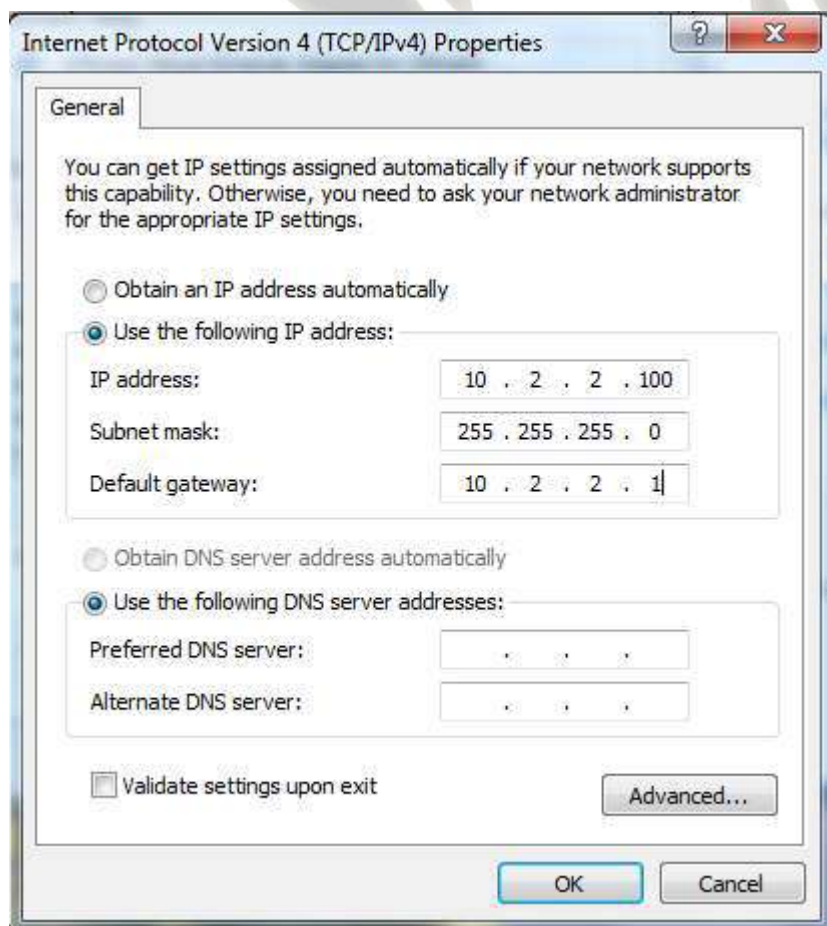 Internet Protocol Version 4 (TCP/IPv4) Properties
General
You can get IP settings assigned automatically if your network supports
this capability. Otherwise, you need to ask your network administrator
for the appropriate IP settings.
Obtain an IP address automatically
Use the following IP address:
IP address: 10 . 2 . 2 . 100
Subnet mask: 255 . 255 . 255 . 0
Default gateway: 10 . 2 . 2 . 1
Obtain DNS server address automatically
Use the following DNS server addresses:
Preferred DNS server: . . .
Alternate DNS server: . . .
Validate settings upon exit
Advanced...
OK Cancel